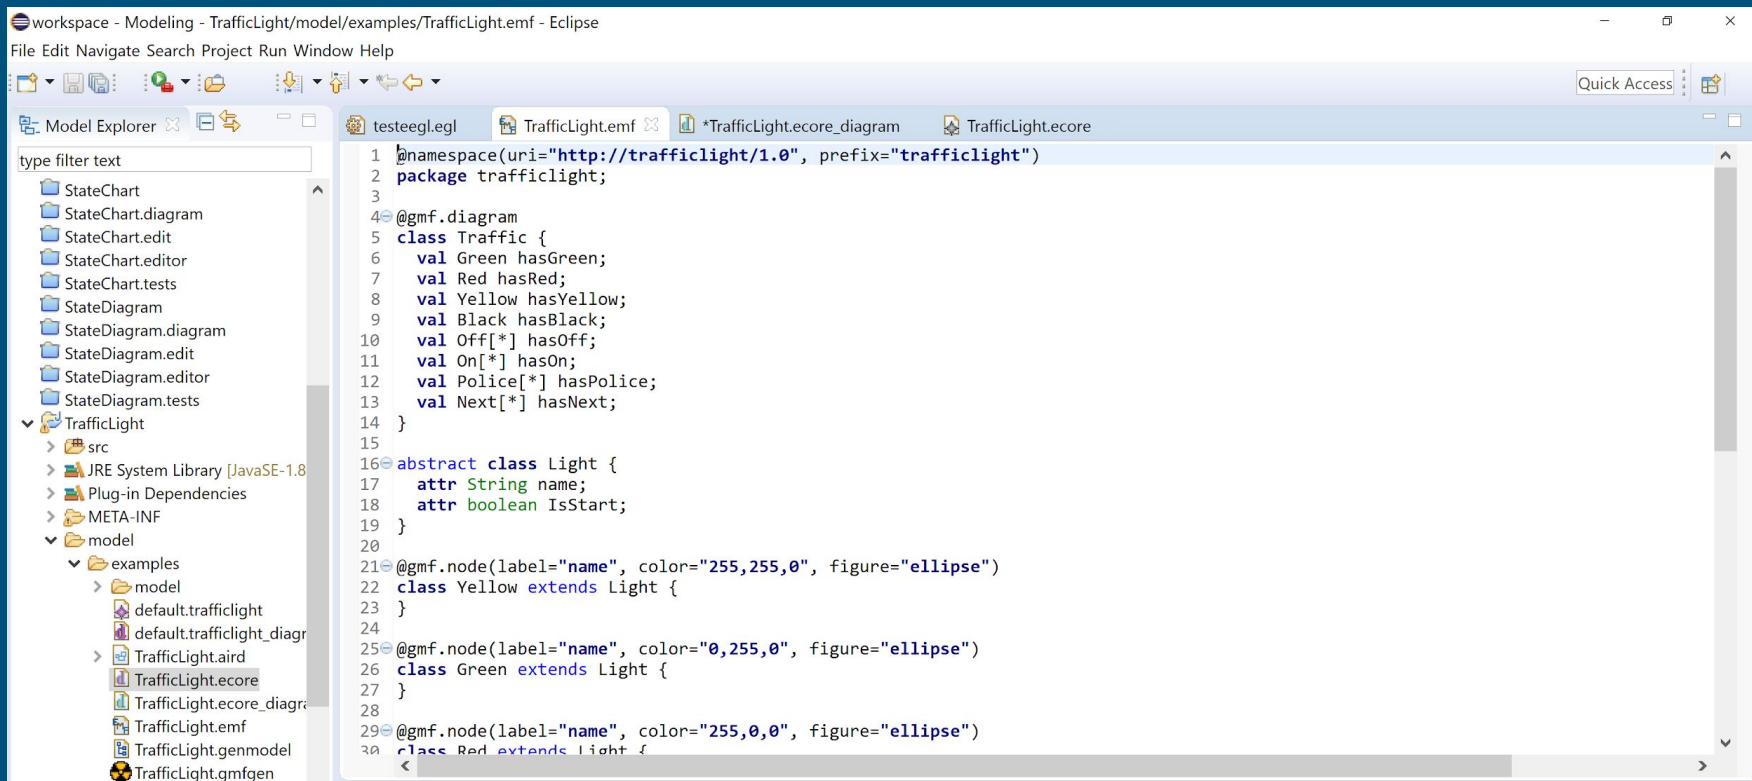 workspace - Modeling - TrafficLight/model/examples/TrafficLight.emf - Eclipse
File Edit Navigate Search Project Run Window Help
Quick Access
Model Explorer
type filter text
StateChart
StateChart.diagram
StateChart.edit
StateChart.editor
StateChart.tests
StateDiagram
StateDiagram.diagram
StateDiagram.edit
StateDiagram.editor
StateDiagram.tests
TrafficLight
src
JRE System Library [JavaSE-1.8
Plug-in Dependencies
META-INF
model
examples
model
default.trafficlight
default.trafficlight_diagr
TrafficLight.aird
TrafficLight.ecore
TrafficLight.ecore_diagra
TrafficLight.emf
TrafficLight.genmodel
TrafficLight.gmfgen
testeegl.egl TrafficLight.emf *TrafficLight.ecore_diagram TrafficLight.ecore
1 @namespace(uri="http://trafficlight/1.0", prefix="trafficlight")
2 package trafficlight;
3
4 @gmf.diagram
5 class Traffic {
6 val Green hasGreen;
7 val Red hasRed;
8 val Yellow hasYellow;
9 val Black hasBlack;
10 val Off[*] hasOff;
11 val On[*] hasOn;
12 val Police[*] hasPolice;
13 val Next[*] hasNext;
14 }
15
16 abstract class Light {
17 attr String name;
18 attr boolean IsStart;
19 }
20
21 @gmf.node(label="name", color="255,255,0", figure="ellipse")
22 class Yellow extends Light {
23 }
24
25 @gmf.node(label="name", color="0,255,0", figure="ellipse")
26 class Green extends Light {
27 }
28
29 @gmf.node(label="name", color="255,0,0", figure="ellipse")
30 class Red extends Light {